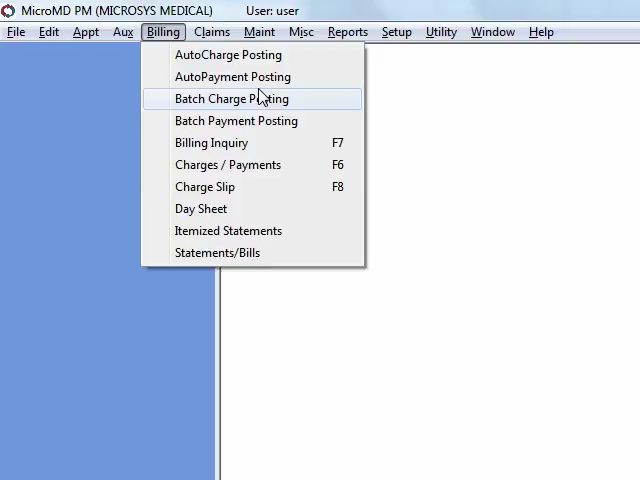 MicroMD PM (MICROSYS MEDICAL) User: user
File Edit Appt Aux Billing Claims Maint Misc Reports Setup Utility Window Help
AutoCharge Posting
AutoPayment Posting
Batch Charge Posting
Batch Payment Posting
Billing Inquiry F7
Charges / Payments F6
Charge Slip F8
Day Sheet
Itemized Statements
Statements/Bills